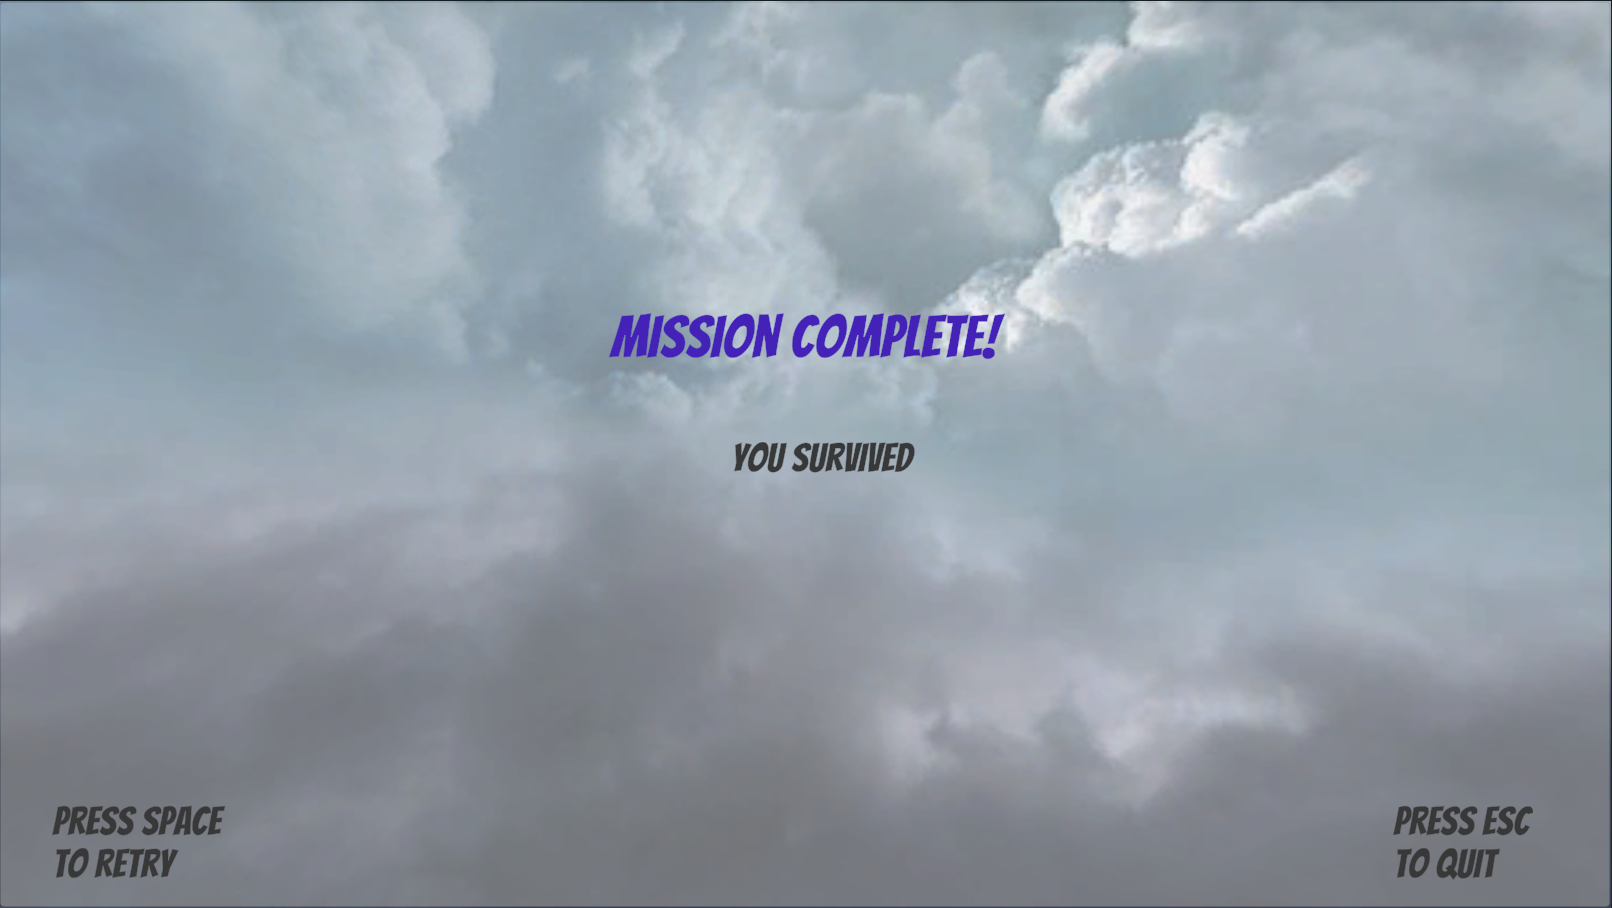 MISSION COMPLETE!
YOU SURVIVED
PRESS SPACE
TO RETRY
PRESS ESC
TO QUIT